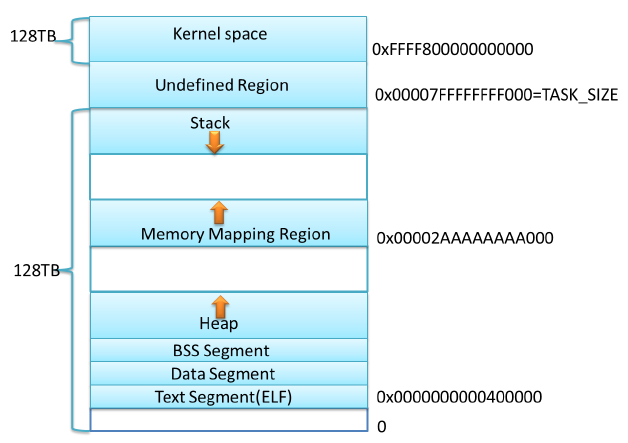 128TB
Kernel space
0xFFFF800000000000
Undefined Region
0x00007FFFFFFFF000=TASK_SIZE
Stack
Memory Mapping Region
0x00002AAAAAAAA000
128TB
Heap
BSS Segment
Data Segment
Text Segment(ELF)
0x0000000000400000
0